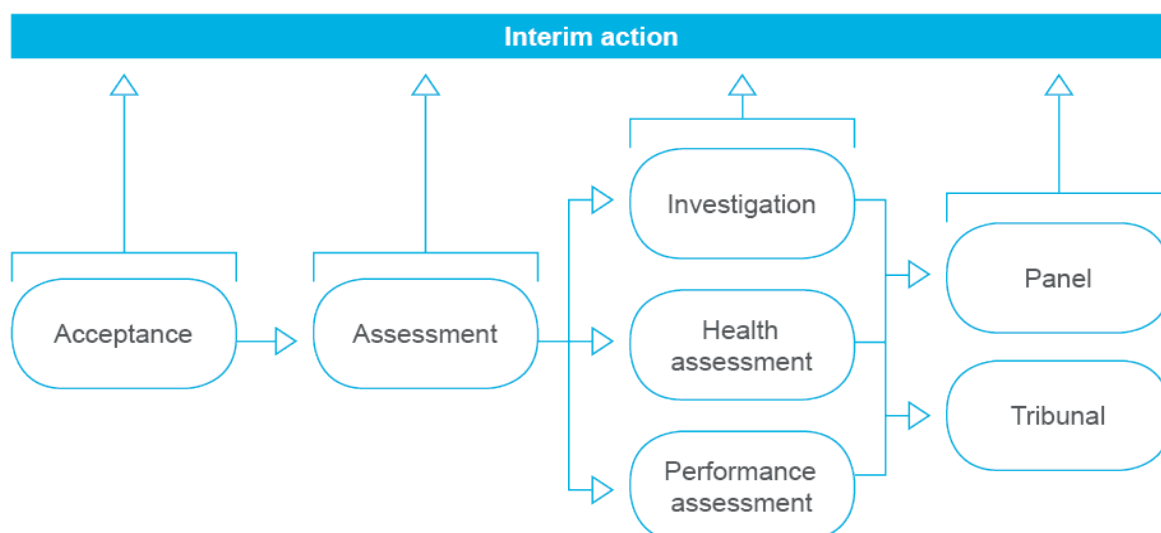 Interim action
Acceptance
Assessment
Investigation
Health
assessment
Performance
assessment
Panel
Tribunal